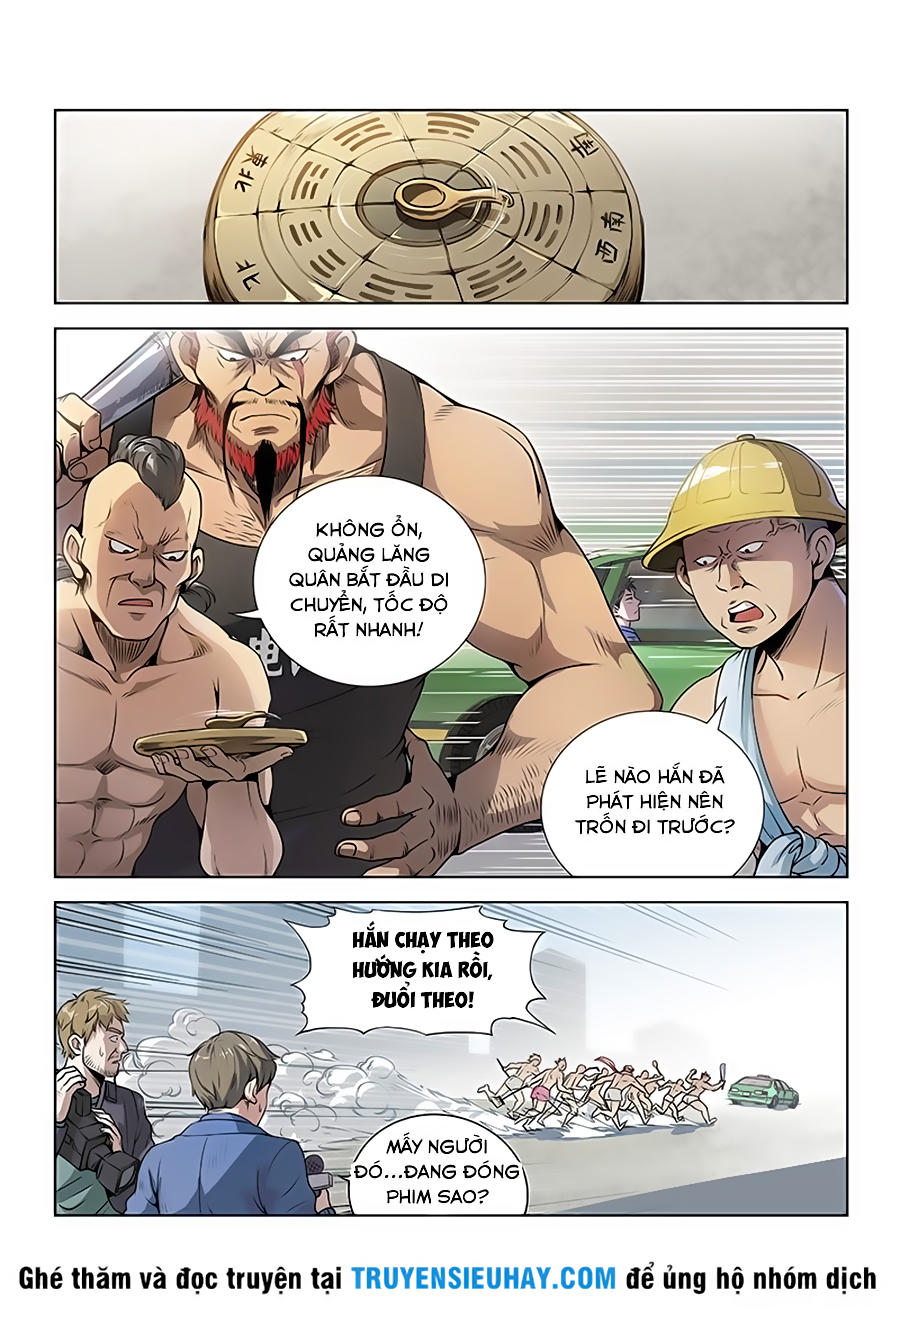 東北
北
南
西南
KHÔNG ỔN,
QUẢNG LĂNG
QUÂN BẮT ĐẦU DI
CHUYỂN, TỐC ĐỘ
RẤT NHANH!
电
LẼ NÀO HẮN ĐÃ
PHÁT HIỆN NÊN
TRỐN ĐI TRƯỚC?
HẮN CHẠY THEO
HƯỚNG KIA RỒI,
ĐUỔI THEO!
MẤY NGƯỜI
ĐÓ...ĐANG ĐÓNG
PHIM SAO?
Ghé thăm và đọc truyện tại TRUYENSIEUHAY.COM để ủng hộ nhóm dịch